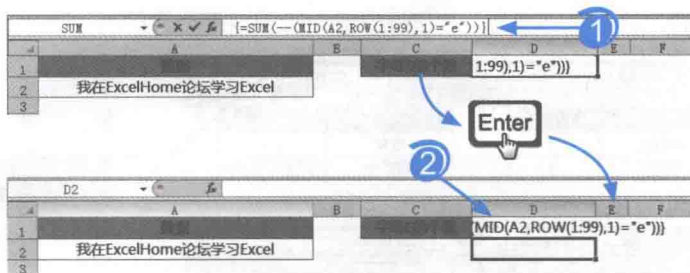 SUM {=SUM(--(MID(A2,ROW(1:99),1)="e"))} 1
A B C D E F
1 1:99),1)="e"))}
2 我在ExcelHome论坛学习Excel
3
Enter
2
D2
A B C D E F
1 (MID(A2,ROW(1:99),1)="e"))}
2 我在ExcelHome论坛学习Excel
3